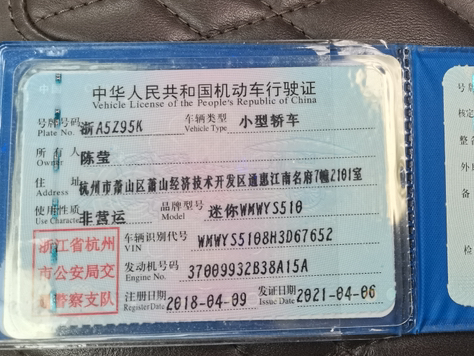 中华人民共和国机动车行驶证
Vehicle License of the People's Republic of China
号牌号码 Plate No. 浙A5Z95K 车辆类型 Vehicle Type 小型轿车
所有人 Owner 陈莹
住址 Address 杭州市萧山区萧山经济技术开发区通惠江南名府7幢2101室
使用性质 Use Character 非营运 品牌型号 Model 迷你WMWYS510
浙江省杭州
市公安局交
警察支队
车辆识别代号 VIN WMWYS5108H3D67652
发动机号码 Engine No. 37009932B38A15A
注册日期 Register Date 2018-04-09 发证日期 Issue Date 2021-04-06
号
核定
整
外
备
检